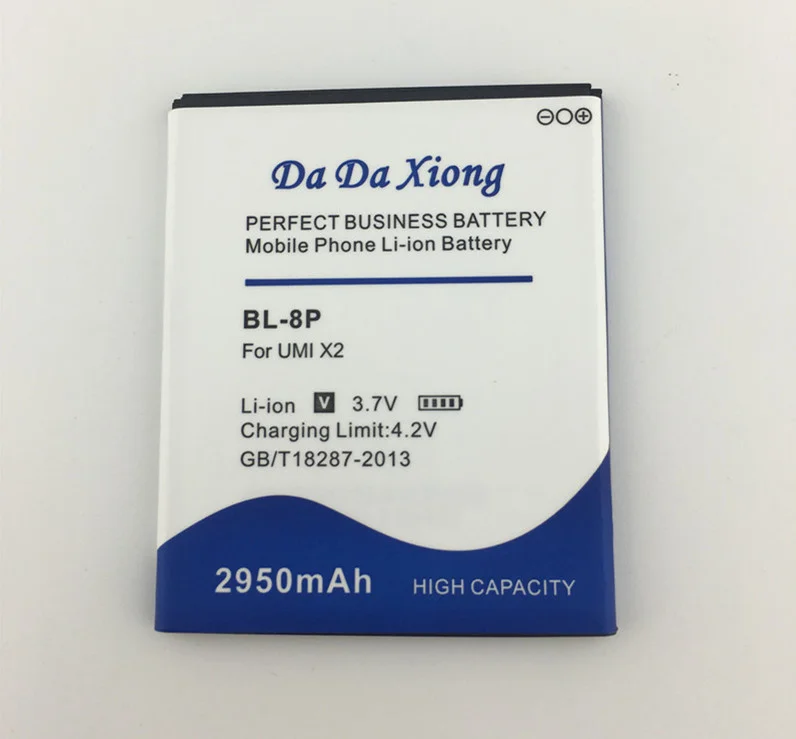 Da Da Xiong
PERFECT BUSINESS BATTERY
Mobile Phone Li-ion Battery
BL-8P
For UMI X2
Li-ion V 3.7V
Charging Limit:4.2V
GB/T18287-2013
2950mAh HIGH CAPACITY